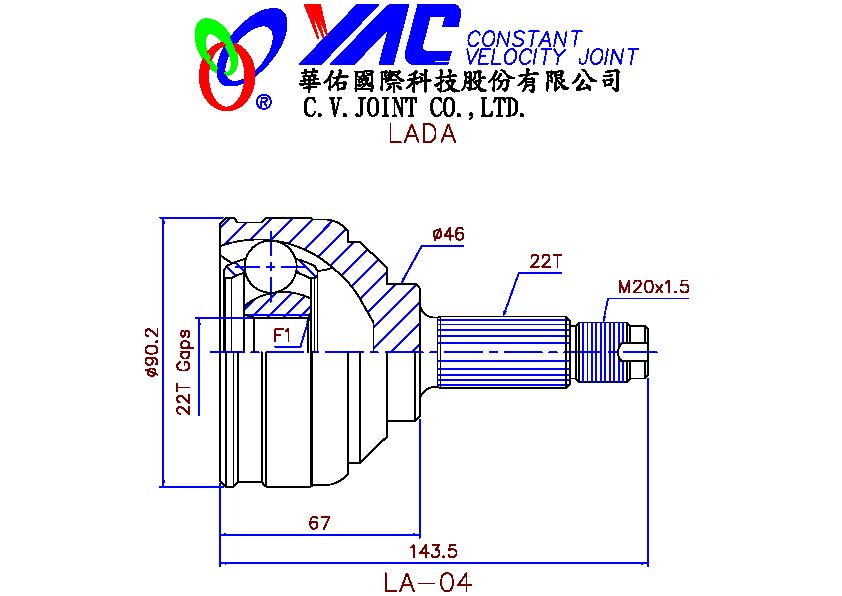 YAC CONSTANT
VELOCITY JOINT
®
華佑國際科技股份有限公司
C.V.JOINT CO.,LTD.
LADA
ø46
22T
M20x1.5
F1
ø90.2
22T Gaps
67
143.5
LA-04